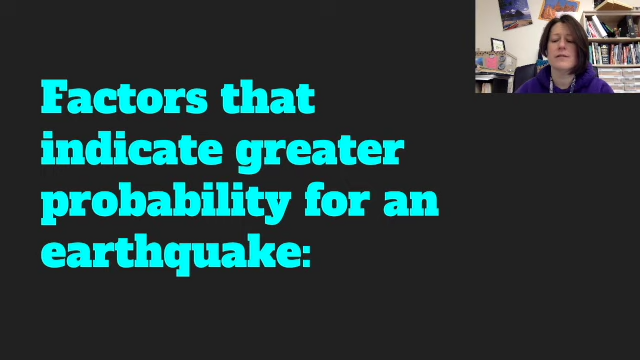 Factors that
indicate greater
probability for an
earthquake: